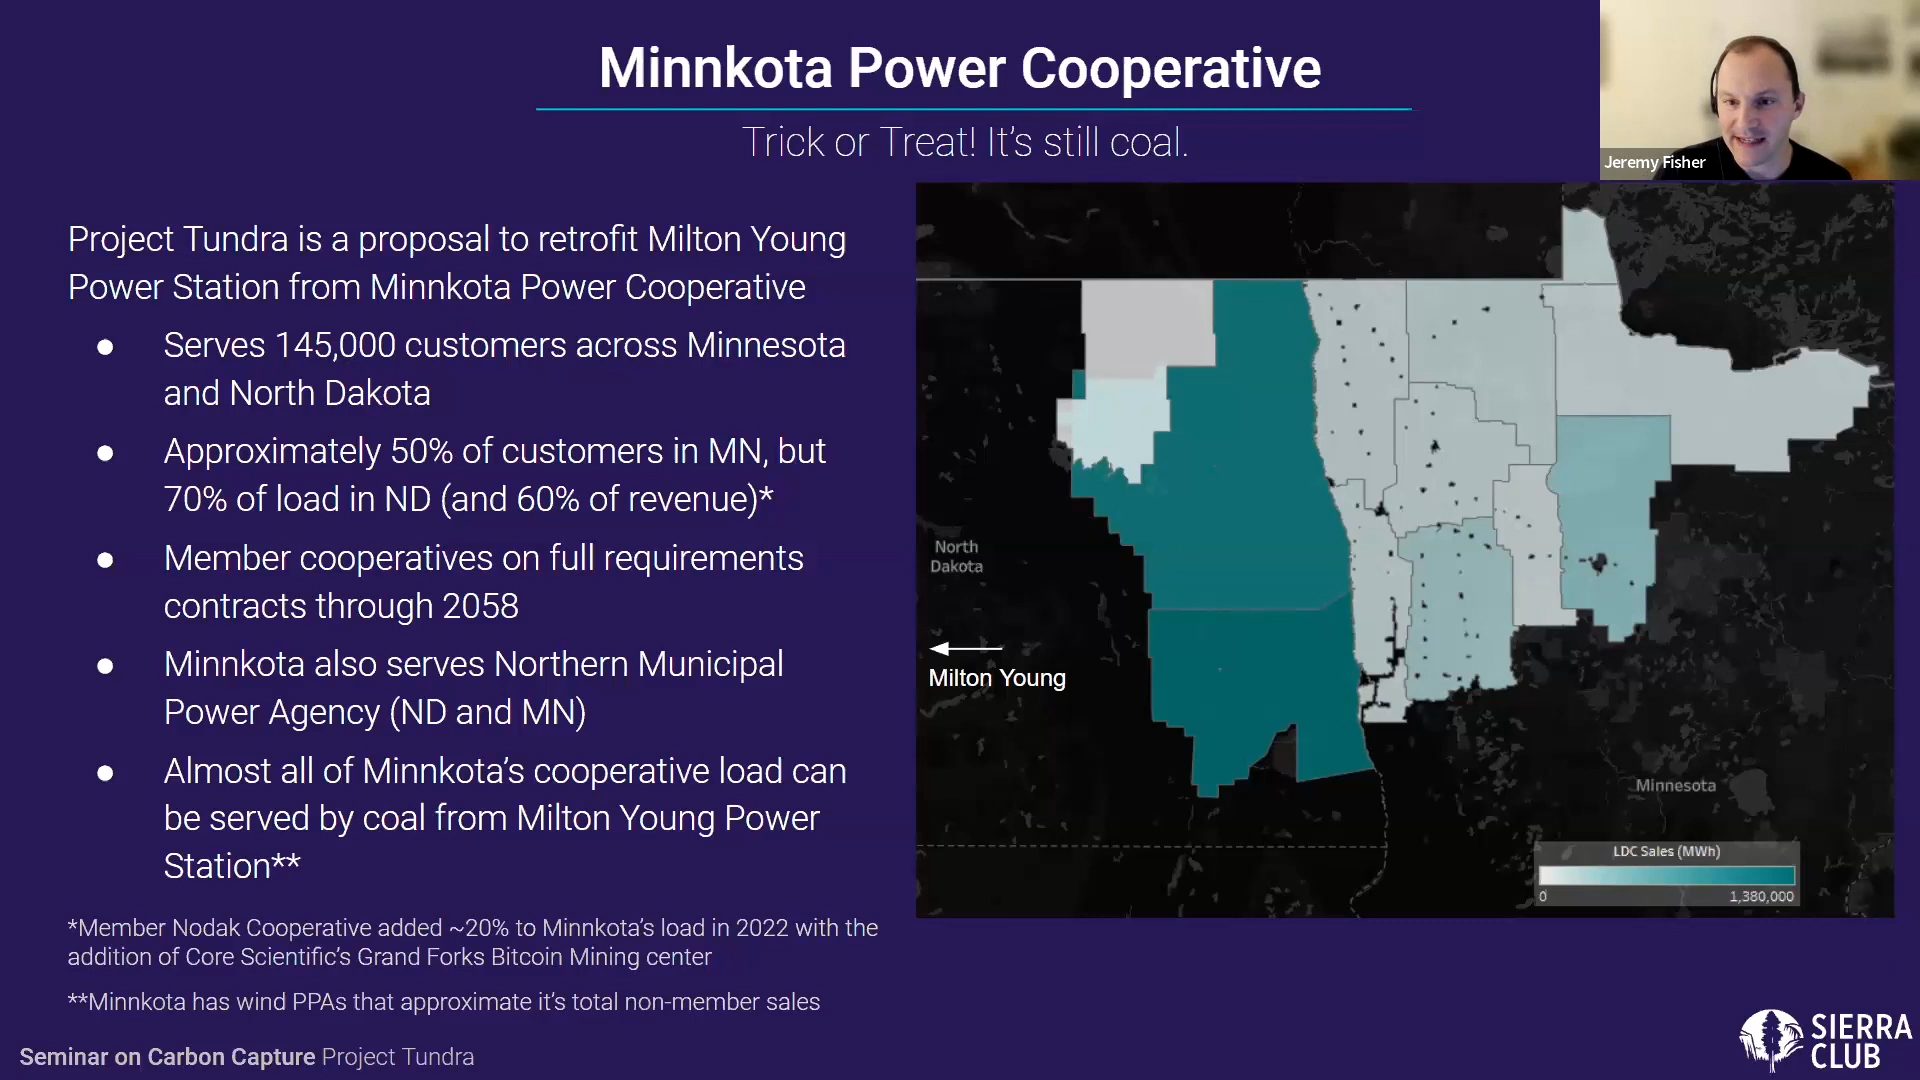 Minnkota Power Cooperative
Trick or Treat! It's still coal.
Jeremy Fisher
Project Tundra is a proposal to retrofit Milton Young
Power Station from Minnkota Power Cooperative
● Serves 145,000 customers across Minnesota
and North Dakota
● Approximately 50% of customers in MN, but
70% of load in ND (and 60% of revenue)*
● Member cooperatives on full requirements
contracts through 2058
● Minnkota also serves Northern Municipal
Power Agency (ND and MN)
● Almost all of Minnkota's cooperative load can
be served by coal from Milton Young Power
Station**
*Member Nodak Cooperative added ~20% to Minnkota's load in 2022 with the
addition of Core Scientific's Grand Forks Bitcoin Mining center
**Minnkota has wind PPAs that approximate it's total non-member sales
North
Dakota
Milton Young
Minnesota
LDC Sales (MWh)
0 1,380,000
Seminar on Carbon Capture Project Tundra
SIERRA
CLUB